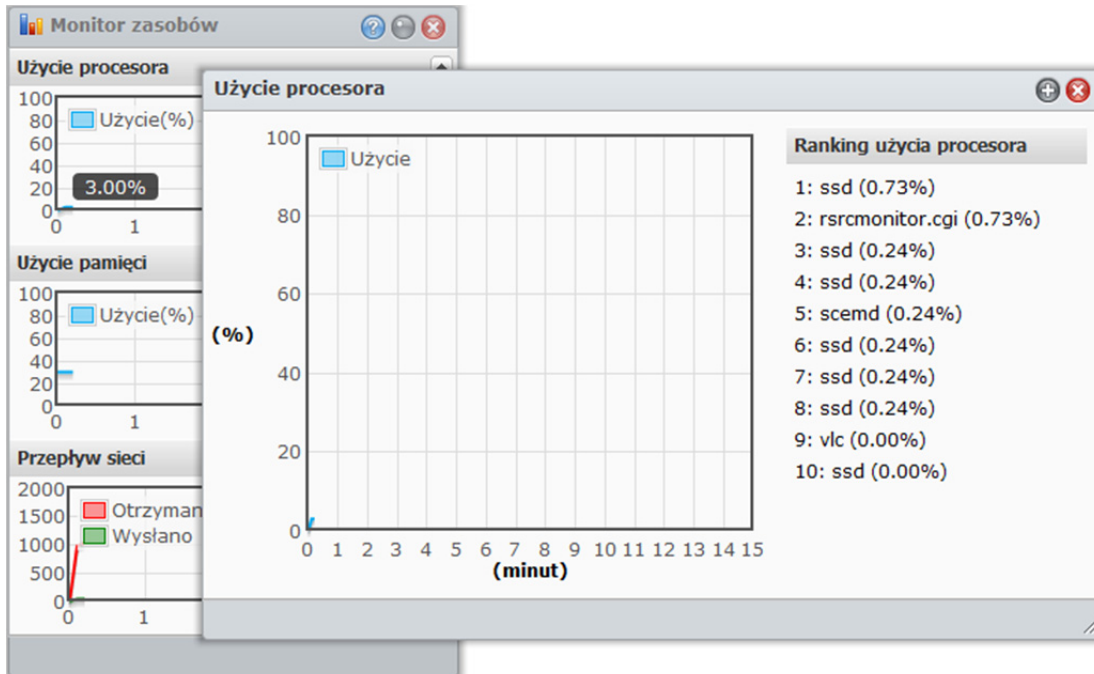 Monitor zasobów
Użycie procesora
100
80
60
40
20
0
Użycie(%)
3.00%
0 1
Użycie pamięci
100
80
60
40
20
0
Użycie(%)
0 1
Przepływ sieci
2000
1500
1000
500
0
Otrzyman
Wysłano
0 1
Użycie procesora
100
80
60
40
20
0
(%)
Użycie
0 1 2 3 4 5 6 7 8 9 10 11 12 13 14 15
(minut)
Ranking użycia procesora
1: ssd (0.73%)
2: rsrcmonitor.cgi (0.73%)
3: ssd (0.24%)
4: ssd (0.24%)
5: scemd (0.24%)
6: ssd (0.24%)
7: ssd (0.24%)
8: ssd (0.24%)
9: vlc (0.00%)
10: ssd (0.00%)